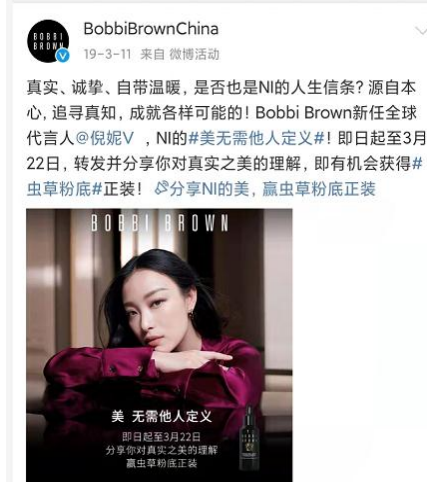 BOBBI
BROWN
BobbiBrownChina
19-3-11 来自 微博活动
真实、诚挚、自带温暖，是否也是NI的人生信条？源自本
心，追寻真知，成就各样可能的！Bobbi Brown新任全球
代言人@倪妮V ，NI的#美无需他人定义#！即日起至3月
22日，转发并分享你对真实之美的理解，即有机会获得#
虫草粉底#正装！ 分享NI的美，赢虫草粉底正装
BOBBI BROWN
美 无需他人定义
即日起至3月22日
分享你对真实之美的理解
赢虫草粉底正装